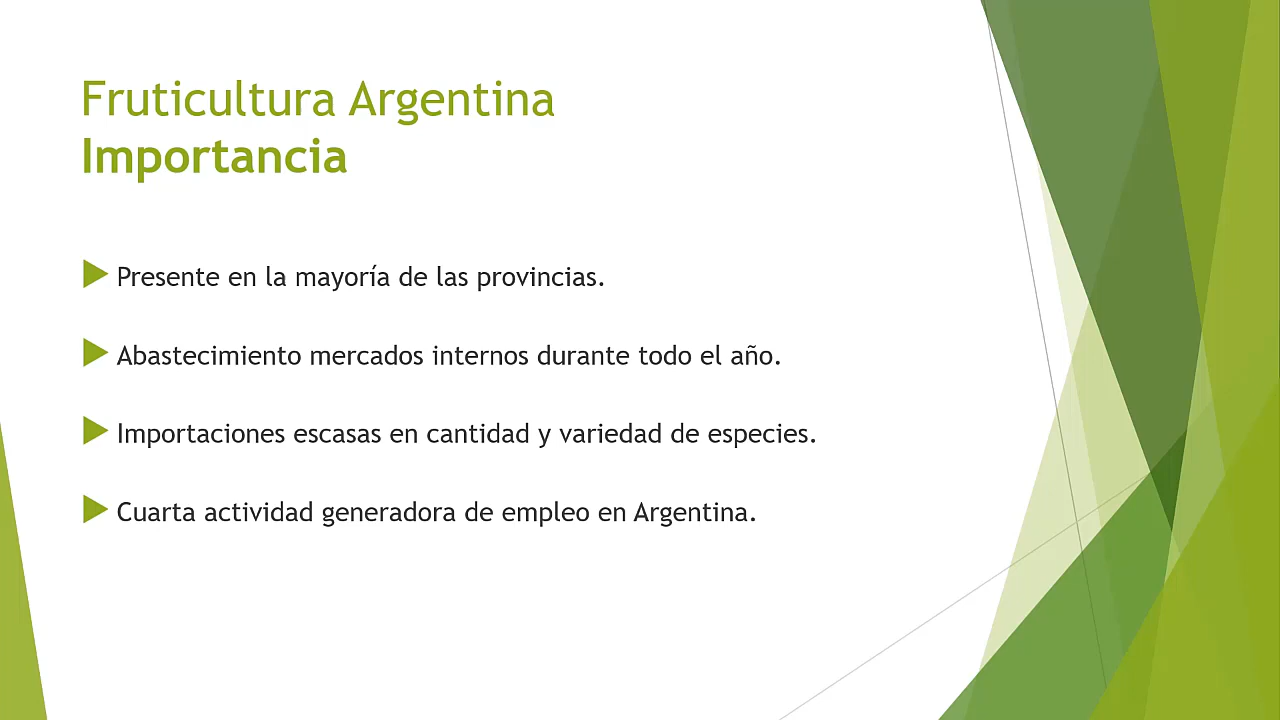 Fruticultura Argentina
Importancia
Presente en la mayoría de las provincias.
Abastecimiento mercados internos durante todo el año.
Importaciones escasas en cantidad y variedad de especies.
Cuarta actividad generadora de empleo en Argentina.